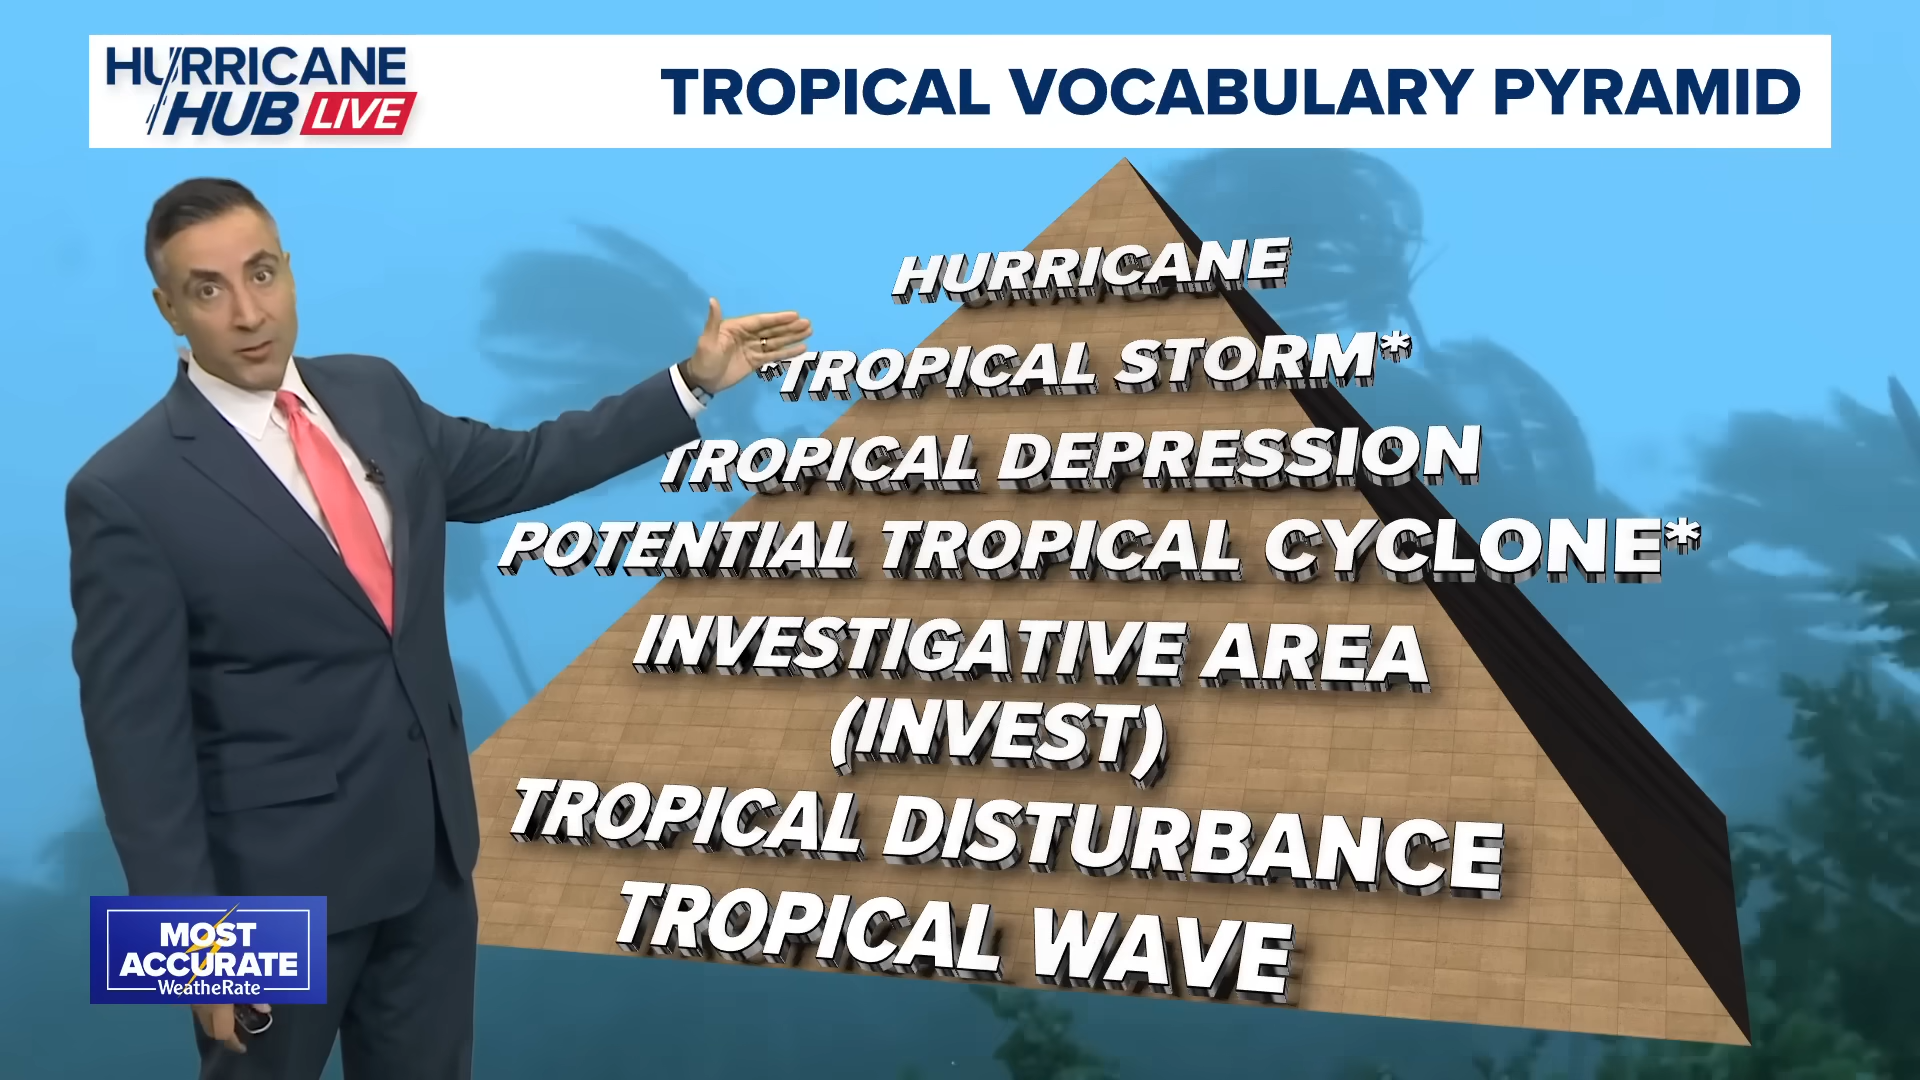 HURRICANE
HUB LIVE
TROPICAL VOCABULARY PYRAMID
HURRICANE
*TROPICAL STORM*
TROPICAL DEPRESSION
POTENTIAL TROPICAL CYCLONE*
INVESTIGATIVE AREA
(INVEST)
TROPICAL DISTURBANCE
TROPICAL WAVE
MOST
ACCURATE
WeatheRate